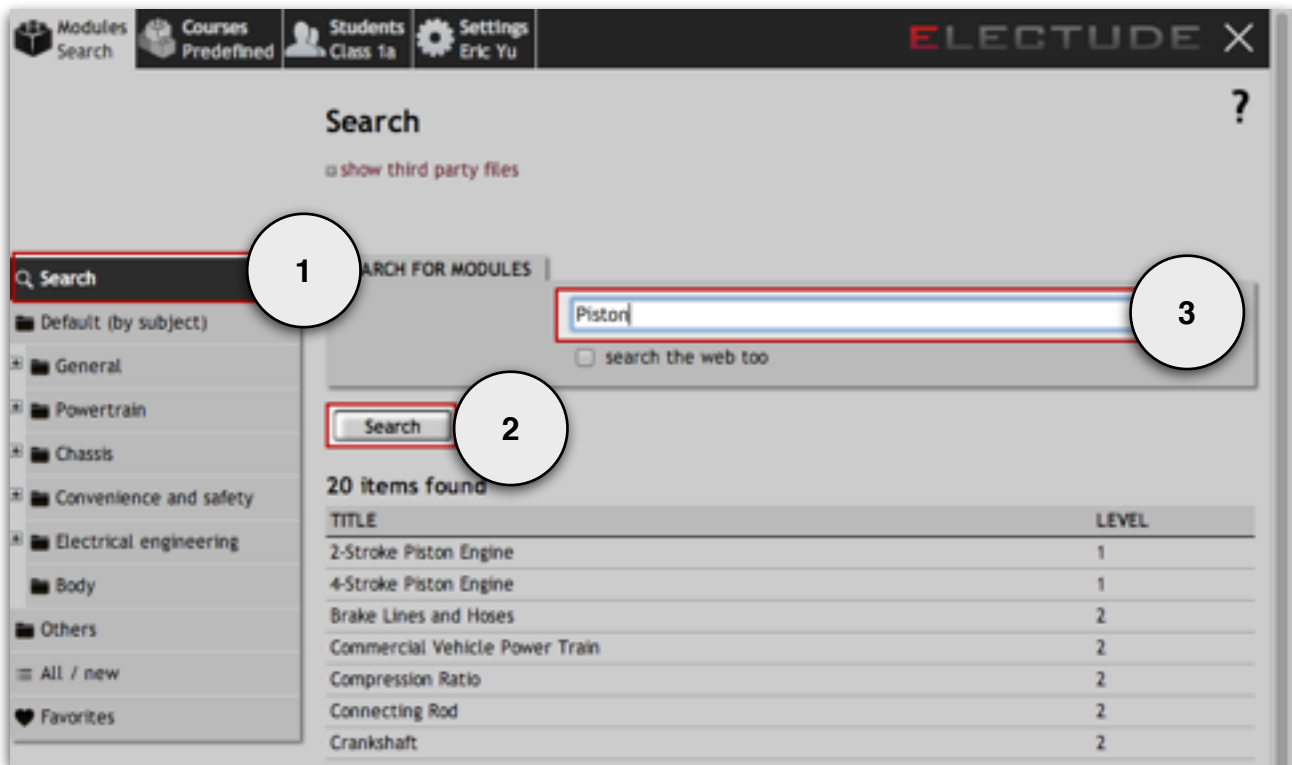 Modules
Search
Courses
Predefined
Students
Class 1a
Settings
Eric Yu
ELECTUDE
Search
?
show third party files
1
Search
ARCH FOR MODULES
Default (by subject)
Piston
3
General
search the web too
Powertrain
Search
2
Chassis
Convenience and safety
20 items found
TITLE LEVEL
Electrical engineering
2-Stroke Piston Engine 1
Body
4-Stroke Piston Engine 1
Others
Brake Lines and Hoses 2
Commercial Vehicle Power Train 2
All / new
Compression Ratio 2
Favorites
Connecting Rod 2
Crankshaft 2